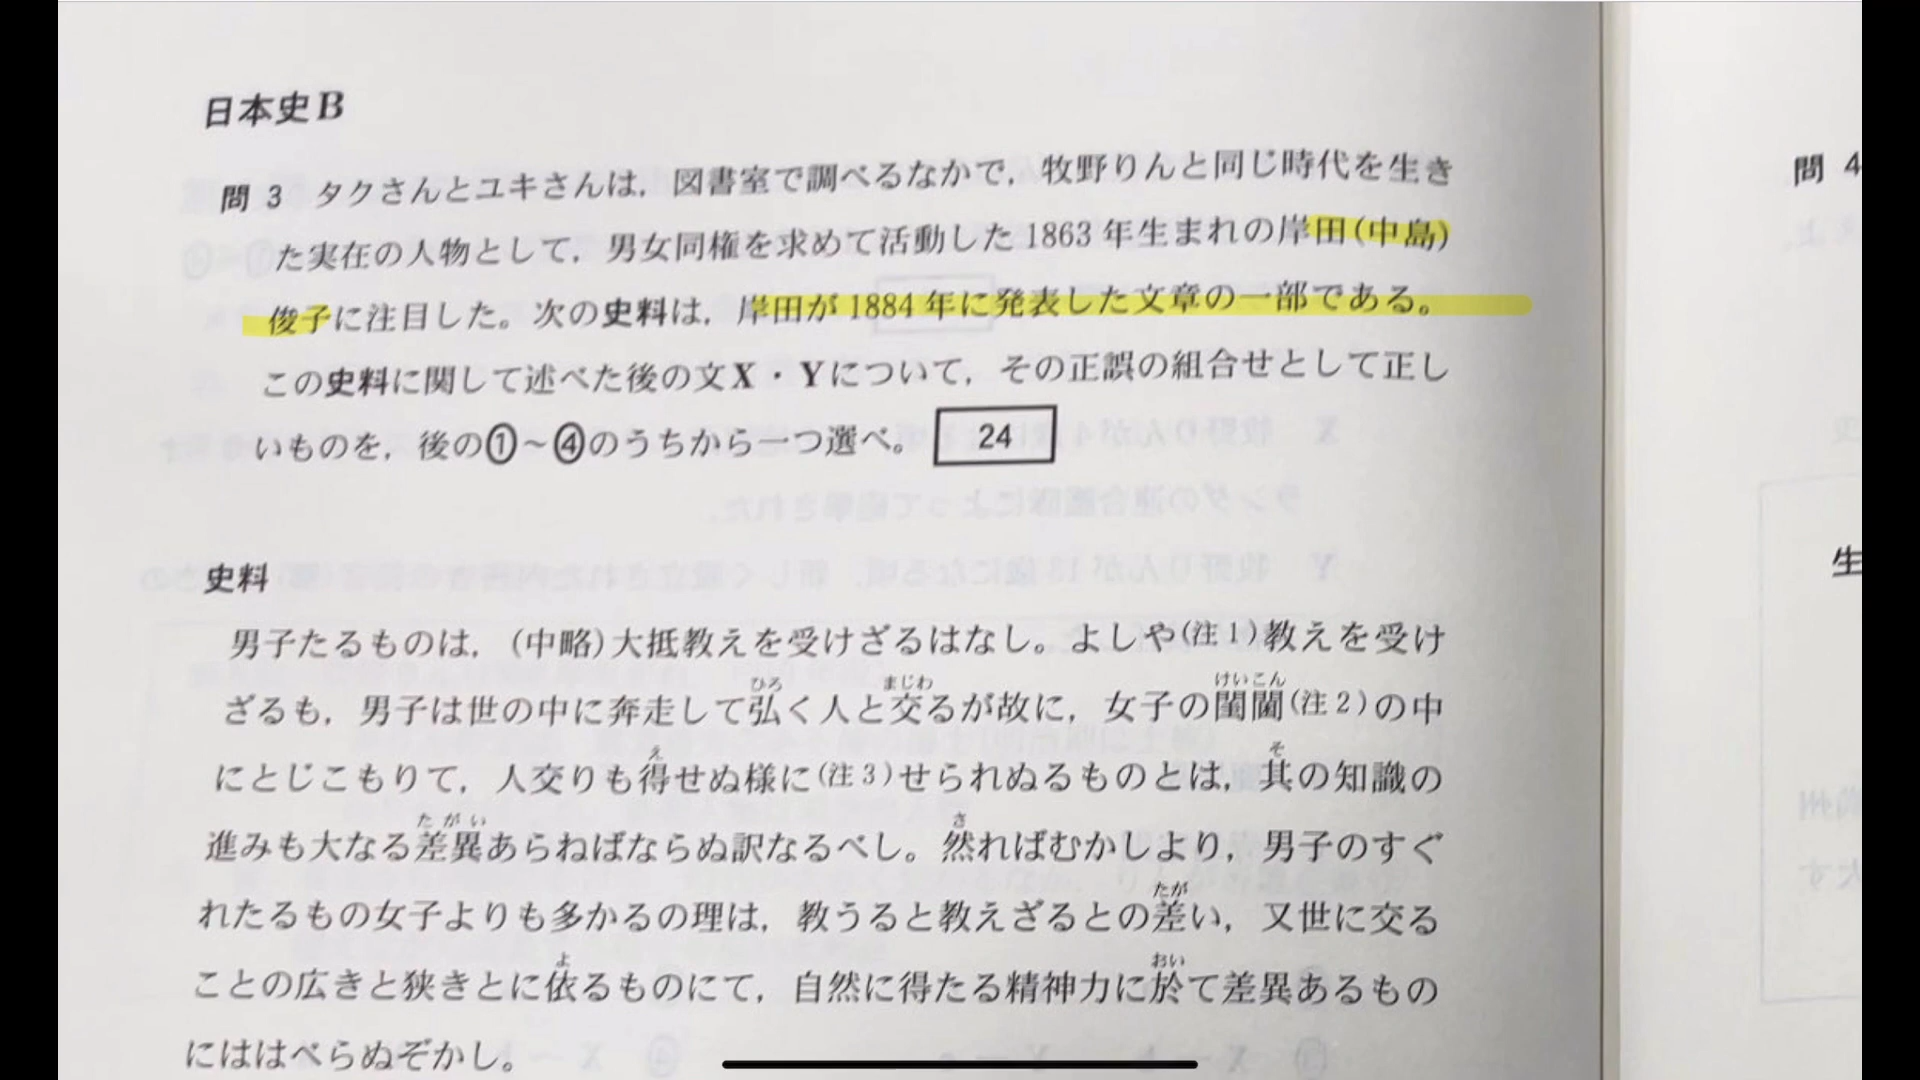 日本史B
問3 タクさんとユキさんは，図書室で調べるなかで，牧野りんと同じ時代を生き
た実在の人物として，男女同権を求めて活動した1863年生まれの岸田(中島)
俊子に注目した。次の史料は，岸田が1884年に発表した文章の一部である。
この史料に関して述べた後の文X・Yについて，その正誤の組合せとして正し
いものを，後の①～④のうちから一つ選べ。 24
史料
男子たるものは，(中略)大抵教えを受けざるはなし。よしや(注1)教えを受け
ざるも，男子は世の中に奔走して弘く人と交るが故に，女子の閨閫(注2)の中
にとじこもりて，人交りも得せぬ様に(注3)せられぬるものとは，其の知識の
進みも大なる差異あらねばならぬ訳なるべし。然ればむかしより，男子のすぐ
れたるもの女子よりも多かるの理は，教うると教えざるとの差い，又世に交る
ことの広きと狭きとに依るものにて，自然に得たる精神力に於て差異あるもの
にははべらぬぞかし。
問4
生